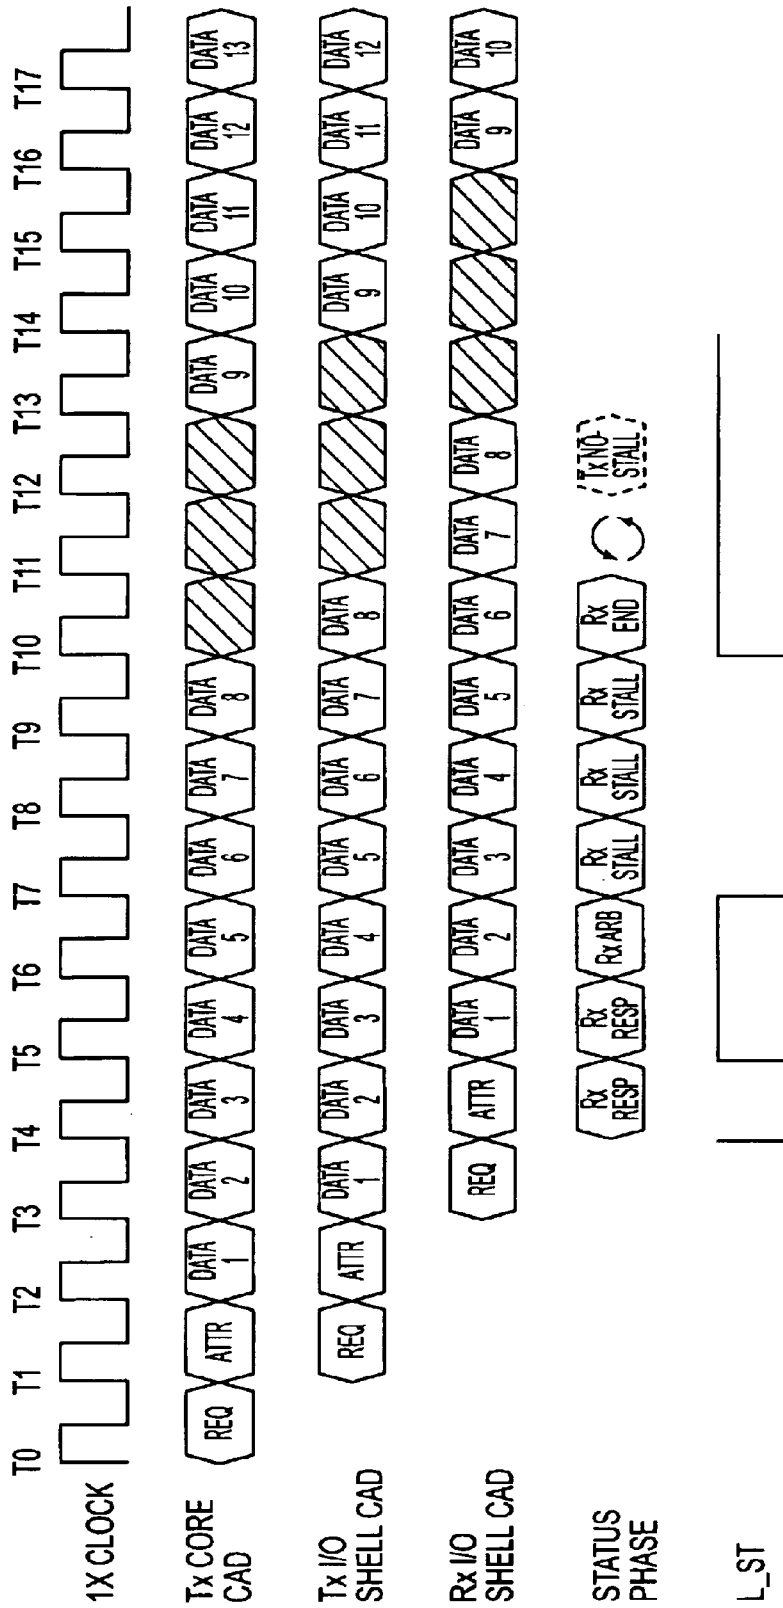 T0 T1 T2 T3 T4 T5 T6 T7 T8 T9 T10 T11 T12 T13 T14 T15 T16 T17
1X CLOCK
Tx CORE
CAD
REQ ATTR DATA 1 DATA 2 DATA 3 DATA 4 DATA 5 DATA 6 DATA 7 DATA 8 DATA 9 DATA 10 DATA 11 DATA 12 DATA 13
Tx I/O
SHELL CAD
REQ ATTR DATA 1 DATA 2 DATA 3 DATA 4 DATA 5 DATA 6 DATA 7 DATA 8 DATA 9 DATA 10 DATA 11 DATA 12
Rx I/O
SHELL CAD
REQ ATTR DATA 1 DATA 2 DATA 3 DATA 4 DATA 5 DATA 6 DATA 7 DATA 8 DATA 9 DATA 10
STATUS
PHASE
Rx RESP Rx RESP Rx ARB Rx STALL Rx STALL Rx STALL Rx END Tx NO-STALL
L_ST